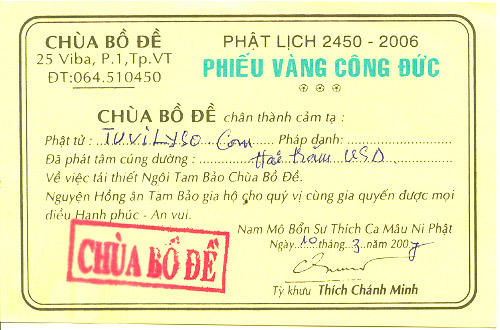 CHÙA BỒ ĐỀ
25 Viba, P.1,Tp.VT
ĐT:064.510450
PHẬT LỊCH 2450 - 2006
PHIẾU VÀNG CÔNG ĐỨC
CHÙA BỒ ĐỀ chân thành cảm tạ :
Phật tử : TUVILYSO Com Pháp danh:
Đã phát tâm cúng dường : Hai trăm USD
Về việc tái thiết Ngôi Tam Bảo Chùa Bồ Đề.
Nguyện Hồng ân Tam Bảo gia hộ cho quý vị cùng gia quyến được mọi
điều Hạnh phúc - An vui.
Nam Mô Bổn Sư Thích Ca Mâu Ni Phật
Ngày 10 tháng 3 năm 200
CHÙA BỒ ĐỀ
Tỳ khưu Thích Chánh Minh